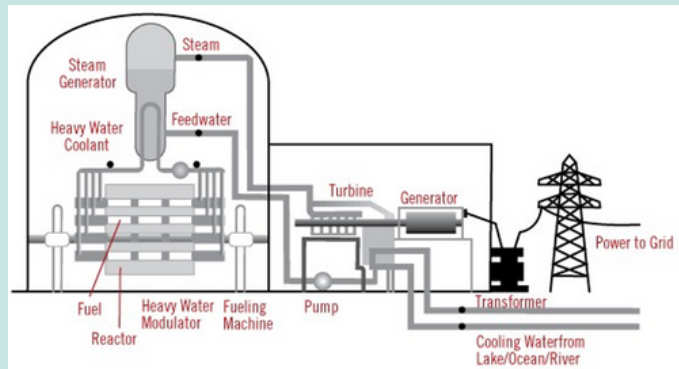 Steam
Steam
Generator
Feedwater
Heavy Water
Coolant
Turbine
Generator
Power to Grid
Fuel
Heavy Water
Modulator
Fueling
Machine
Pump
Transformer
Reactor
Cooling Waterfrom
Lake/Ocean/River